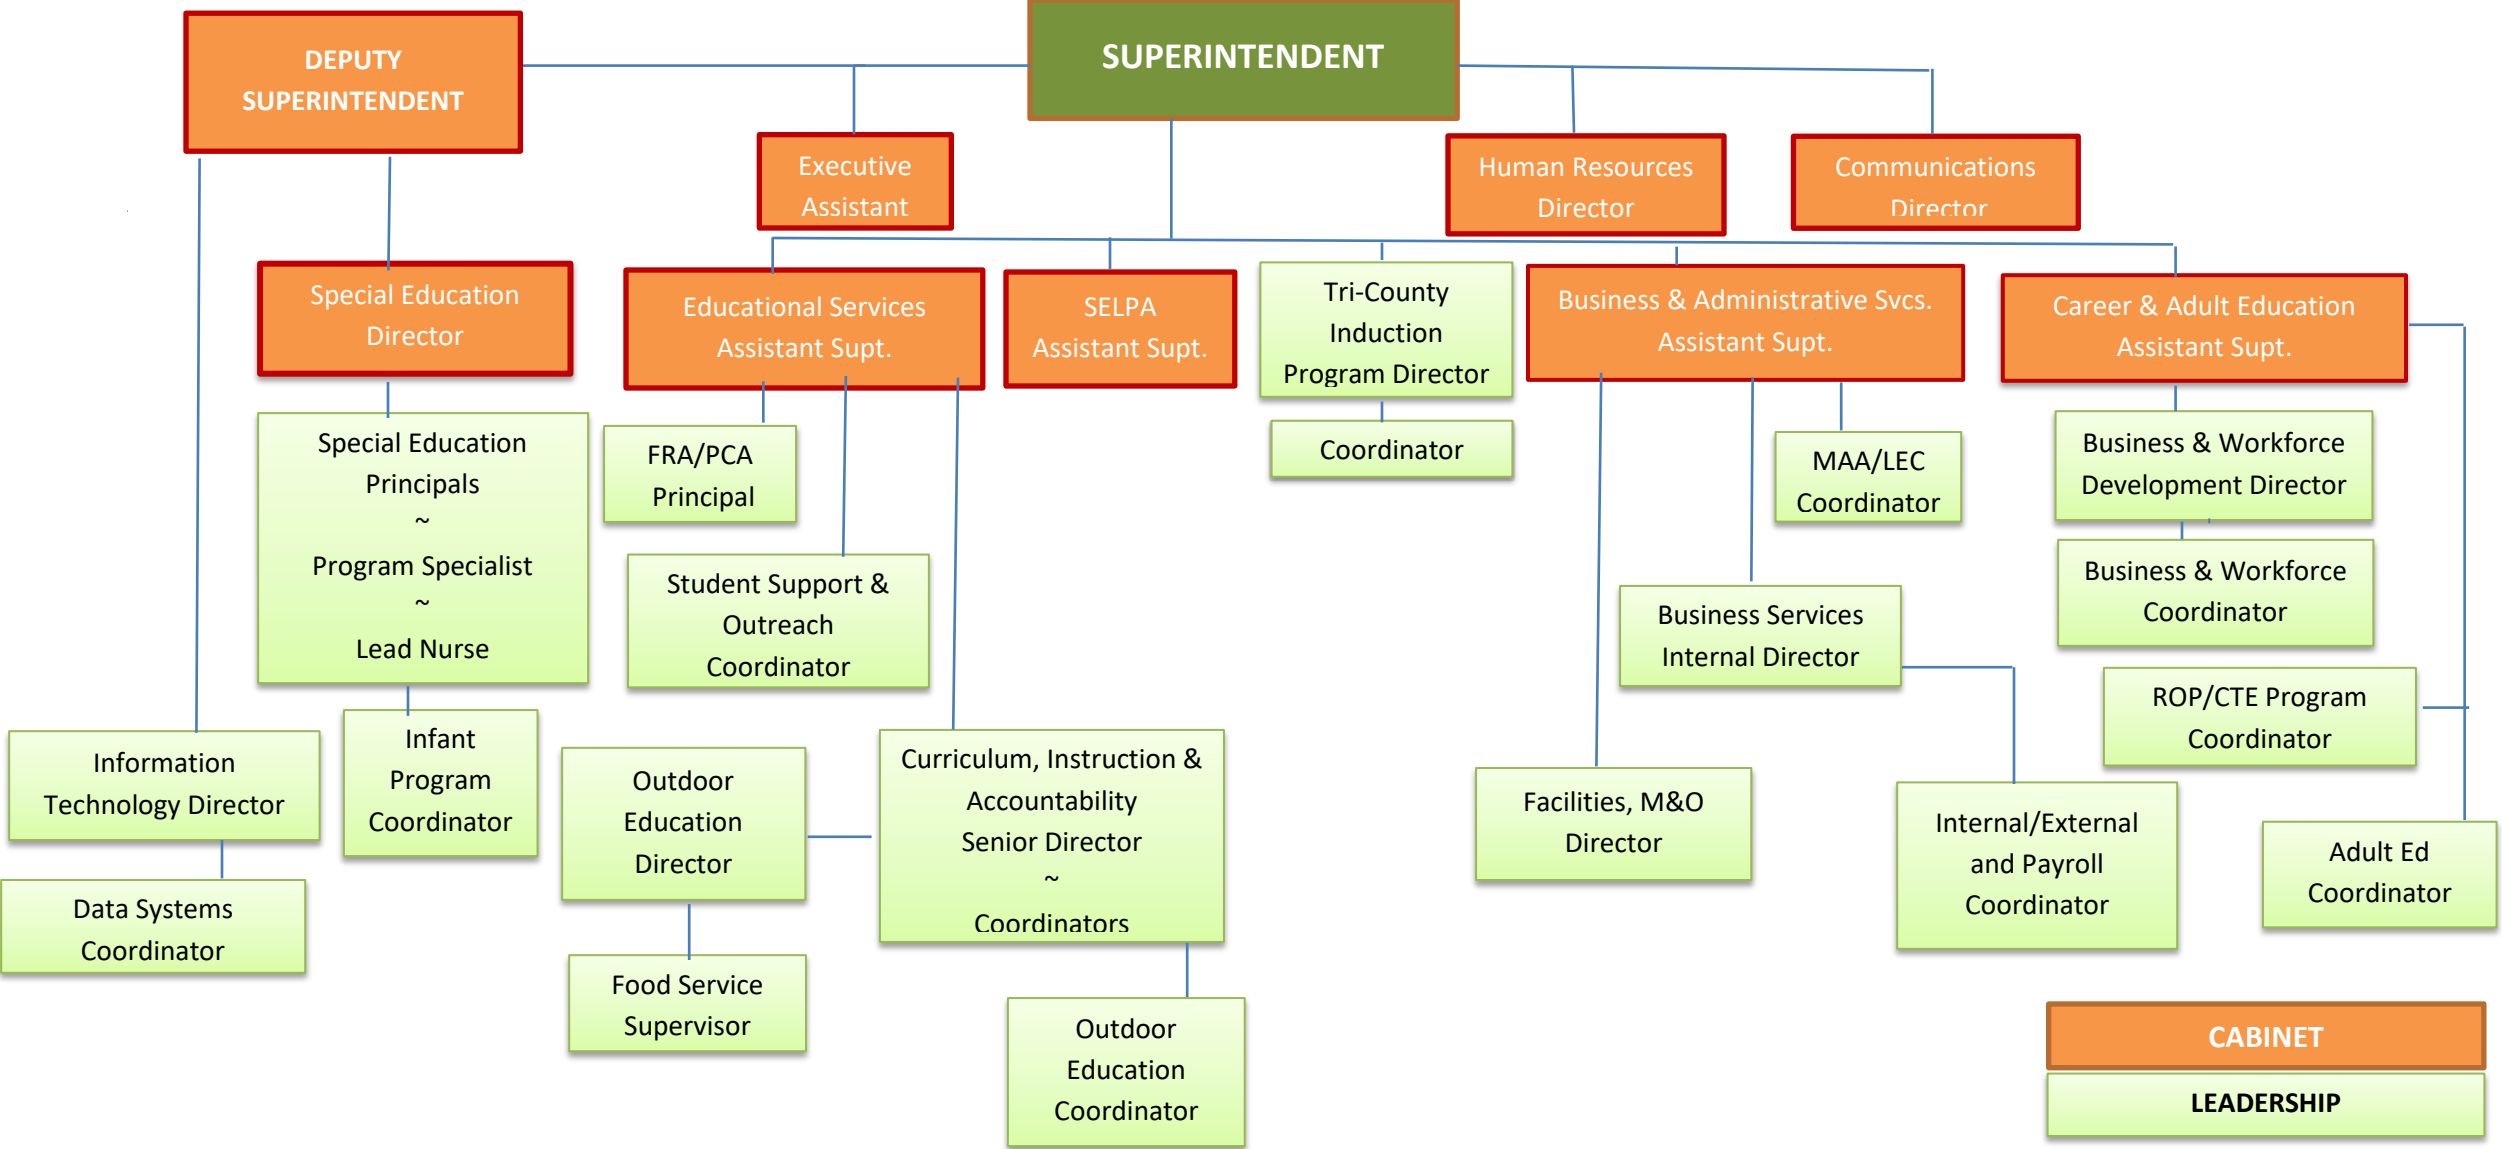 DEPUTY
SUPERINTENDENT
SUPERINTENDENT
Executive
Assistant
Human Resources
Director
Communications
Director
Special Education
Director
Educational Services
Assistant Supt.
SELPA
Assistant Supt.
Tri-County
Induction
Program Director
Business & Administrative Svcs.
Assistant Supt.
Career & Adult Education
Assistant Supt.
Special Education
Principals
~
Program Specialist
~
Lead Nurse
FRA/PCA
Principal
Coordinator
MAA/LEC
Coordinator
Business & Workforce
Development Director
Student Support &
Outreach
Coordinator
Business Services
Internal Director
Business & Workforce
Coordinator
ROP/CTE Program
Coordinator
Information
Technology Director
Infant
Program
Coordinator
Outdoor
Education
Director
Curriculum, Instruction &
Accountability
Senior Director
~
Coordinators
Facilities, M&O
Director
Internal/External
and Payroll
Coordinator
Adult Ed
Coordinator
Data Systems
Coordinator
Food Service
Supervisor
Outdoor
Education
Coordinator
CABINET
LEADERSHIP